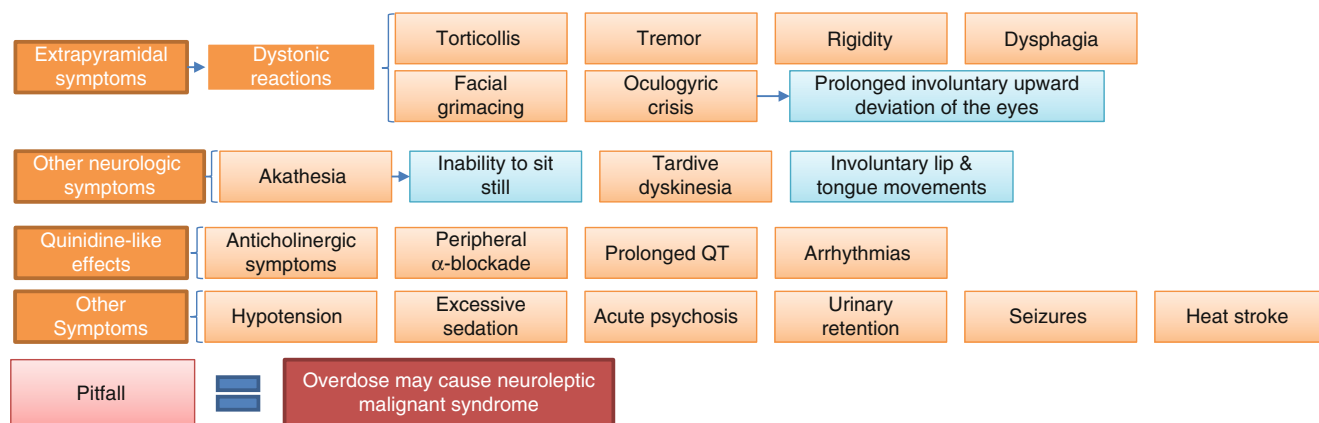 Extrapyramidal
symptoms
Dystonic
reactions
Torticollis
Tremor
Rigidity
Dysphagia
Facial
grimacing
Oculogyric
crisis
Prolonged involuntary upward
deviation of the eyes
Other neurologic
symptoms
Akathesia
Inability to sit
still
Tardive
dyskinesia
Involuntary lip &
tongue movements
Quinidine-like
effects
Anticholinergic
symptoms
Peripheral
α-blockade
Prolonged QT
Arrhythmias
Other
Symptoms
Hypotension
Excessive
sedation
Acute psychosis
Urinary
retention
Seizures
Heat stroke
Pitfall
Overdose may cause neuroleptic
malignant syndrome